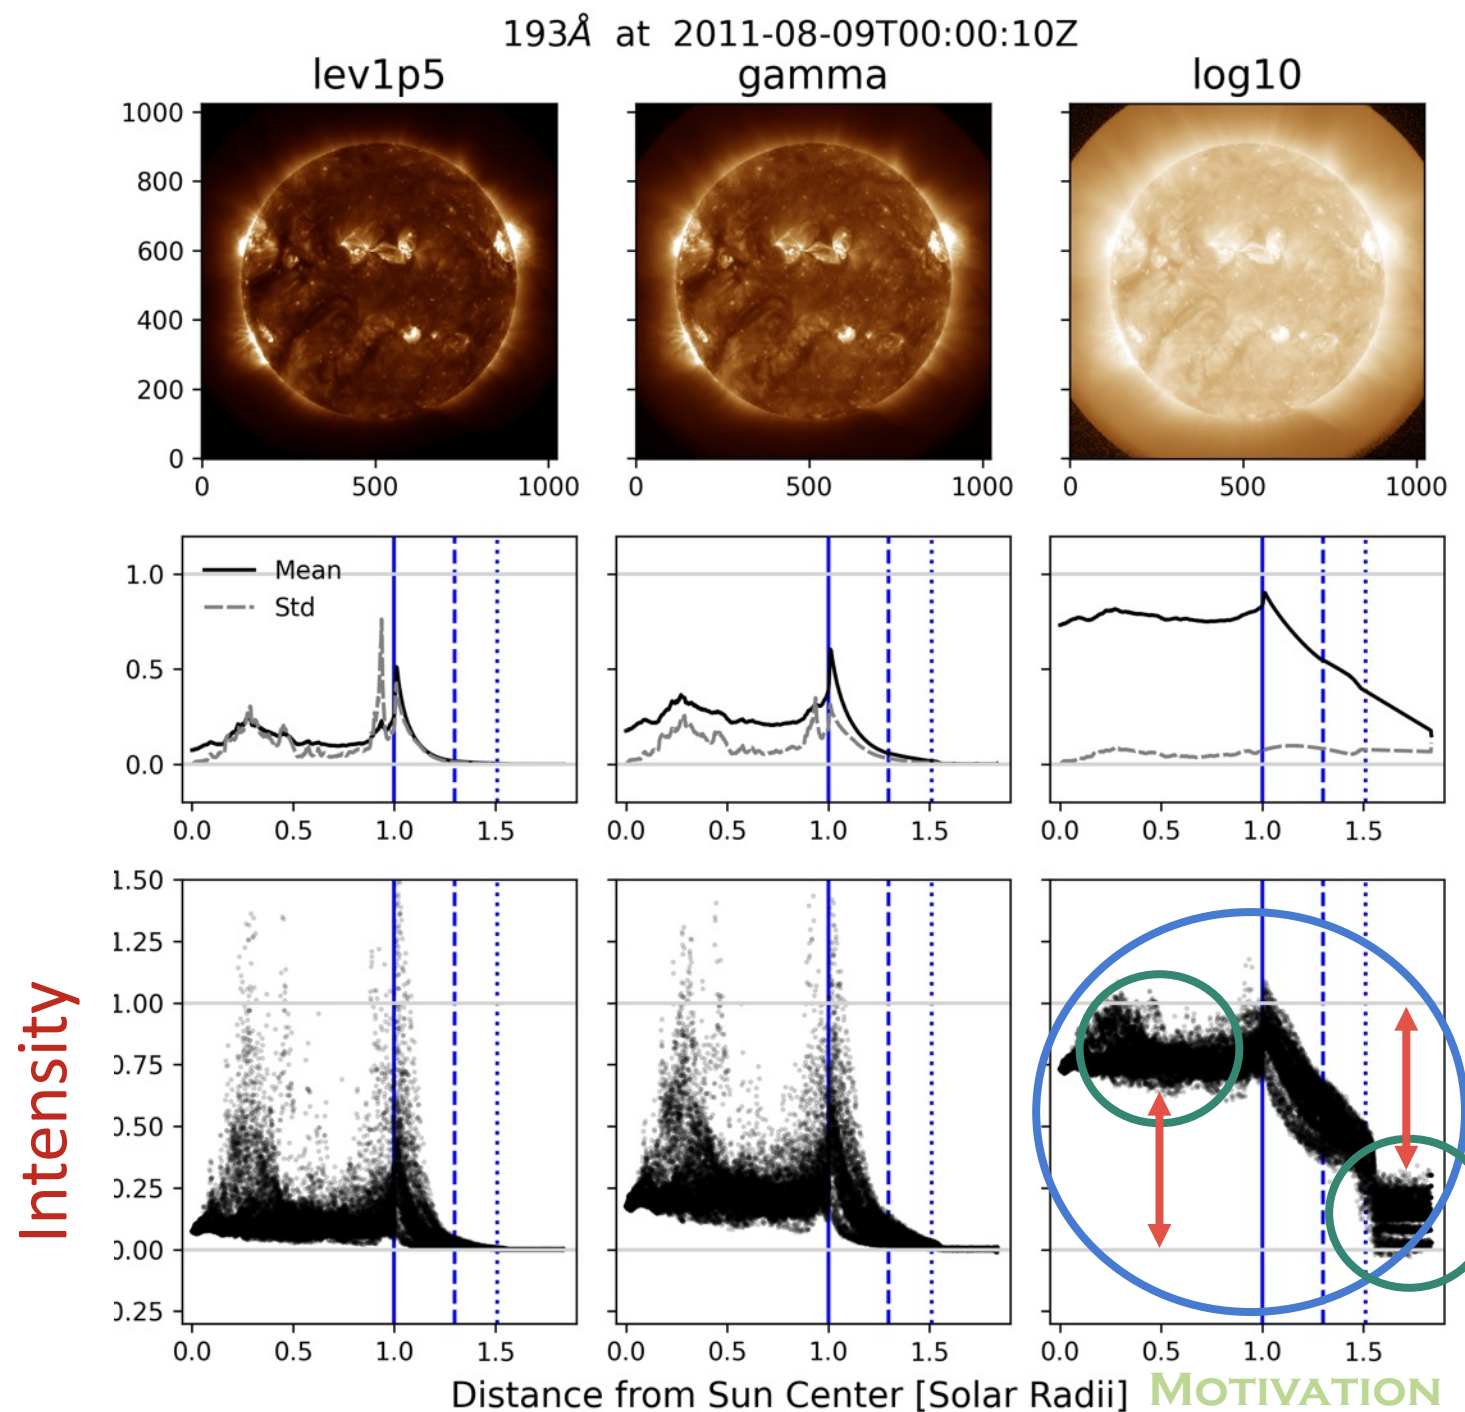 193Å at 2011-08-09T00:00:10Z
lev1p5 gamma log10
1000
800
600
400
200
0
0 500 1000
0 500 1000
0 500 1000
Mean
Std
1.0
0.5
0.0
0.0 0.5 1.0 1.5
0.0 0.5 1.0 1.5
0.0 0.5 1.0 1.5
Intensity
1.50
1.25
1.00
0.75
0.50
0.25
0.00
0.25
0.0 0.5 1.0 1.5
0.0 0.5 1.0 1.5
0.0 0.5 1.0 1.5
Distance from Sun Center [Solar Radii]
MOTIVATION